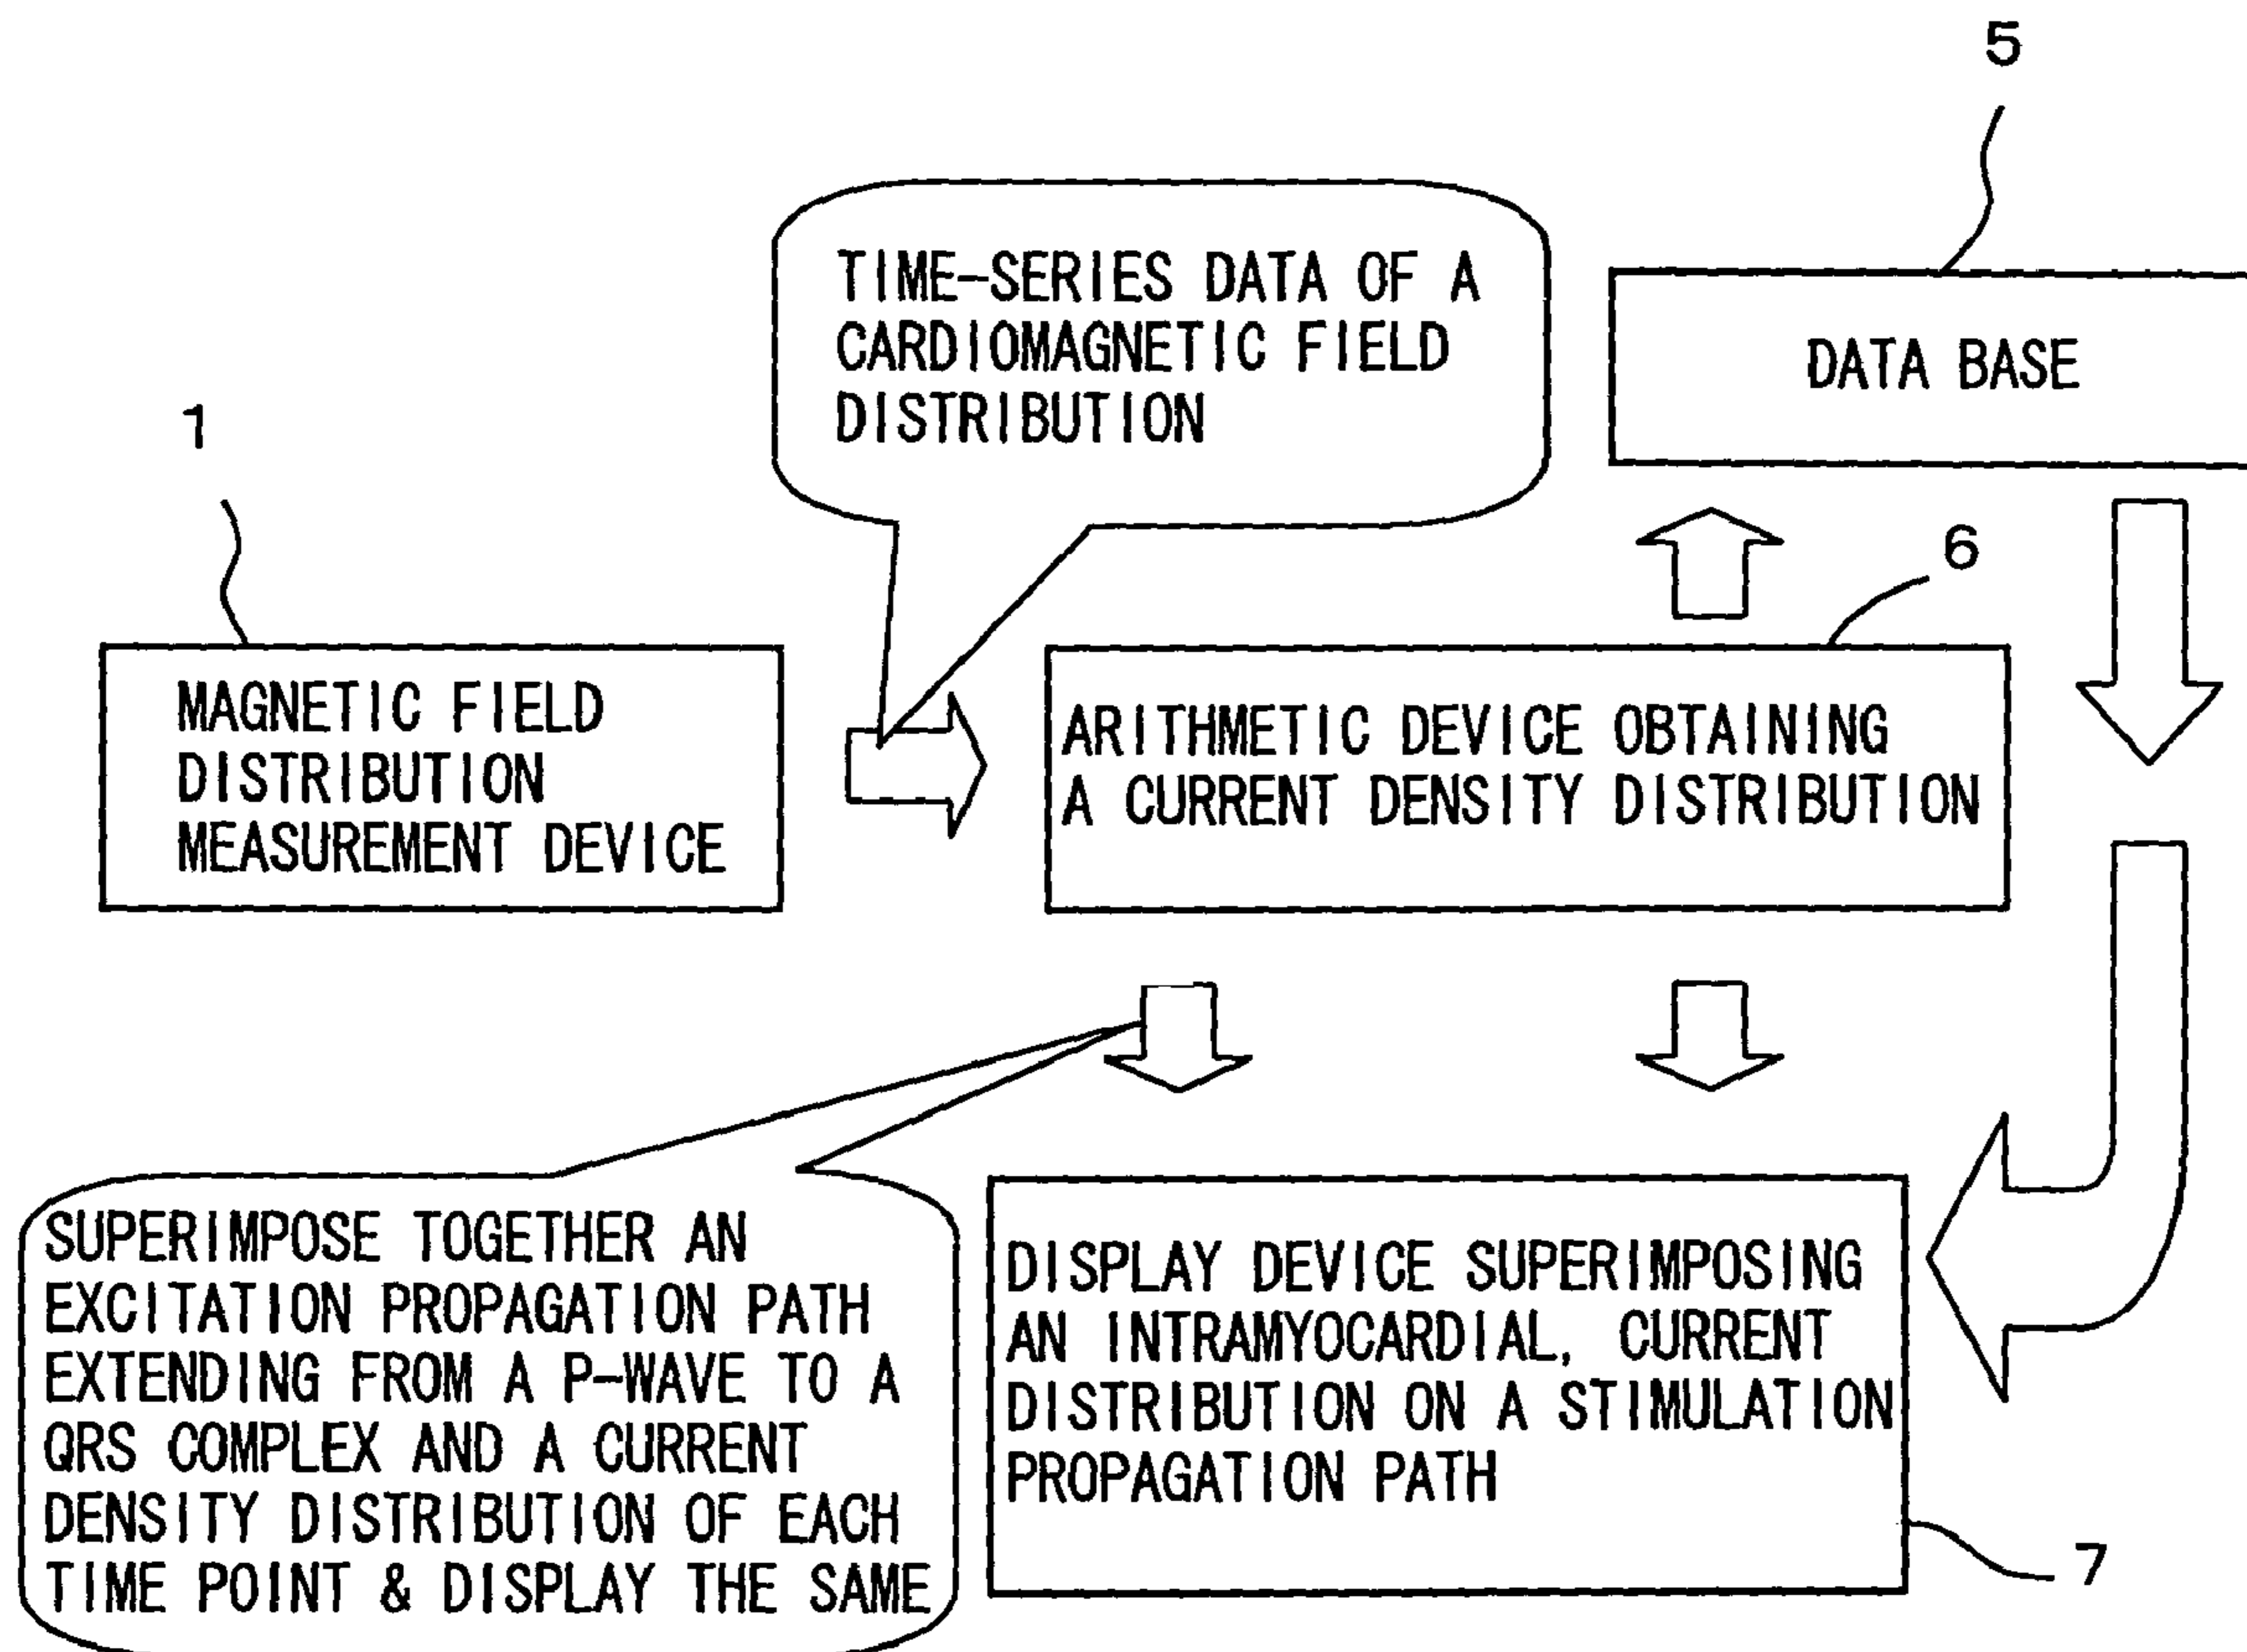 5
TIME-SERIES DATA OF A
CARDIOMAGNETIC FIELD
DISTRIBUTION
DATA BASE
1
6
MAGNETIC FIELD
DISTRIBUTION
MEASUREMENT DEVICE
ARITHMETIC DEVICE OBTAINING
A CURRENT DENSITY DISTRIBUTION
SUPERIMPOSE TOGETHER AN
EXCITATION PROPAGATION PATH
EXTENDING FROM A P-WAVE TO A
QRS COMPLEX AND A CURRENT
DENSITY DISTRIBUTION OF EACH
TIME POINT & DISPLAY THE SAME
DISPLAY DEVICE SUPERIMPOSING
AN INTRAMYOCARDIAL, CURRENT
DISTRIBUTION ON A STIMULATION
PROPAGATION PATH
7